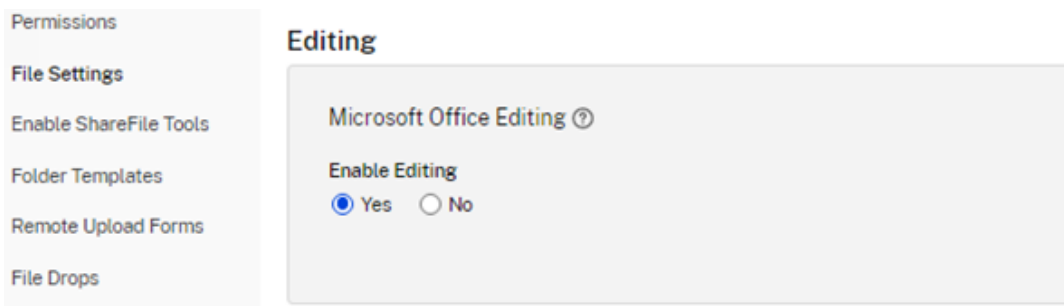 Permissions
File Settings
Enable ShareFile Tools
Folder Templates
Remote Upload Forms
File Drops
Editing
Microsoft Office Editing
Enable Editing
Yes No